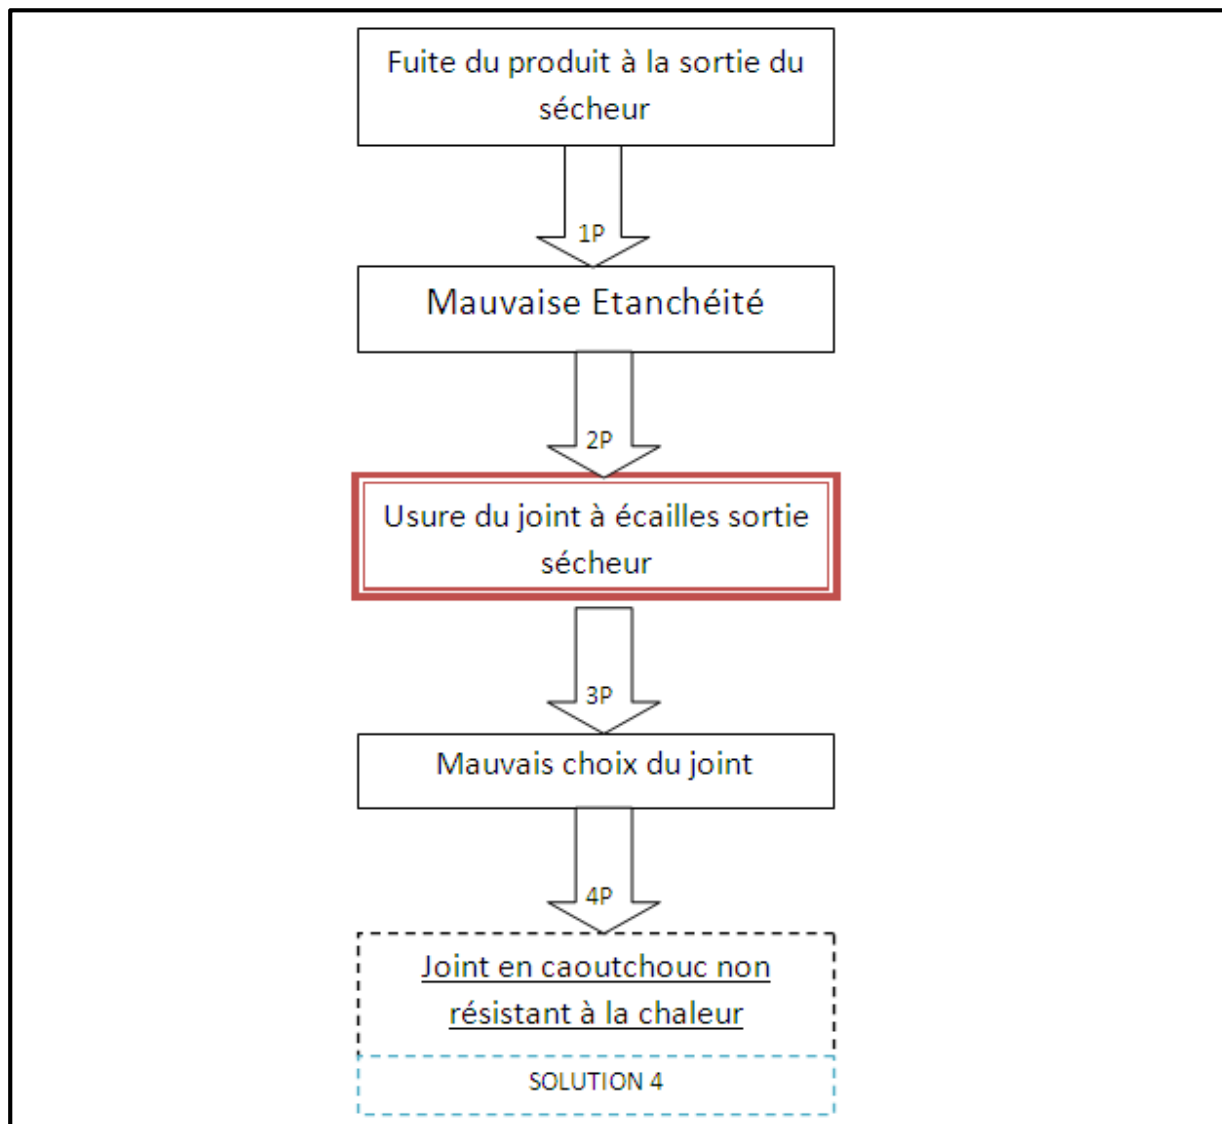 Fuite du produit à la sortie du
sécheur
1P
Mauvaise Etanchéité
2P
Usure du joint à écailles sortie
sécheur
3P
Mauvais choix du joint
4P
Joint en caoutchouc non
résistant à la chaleur
SOLUTION 4